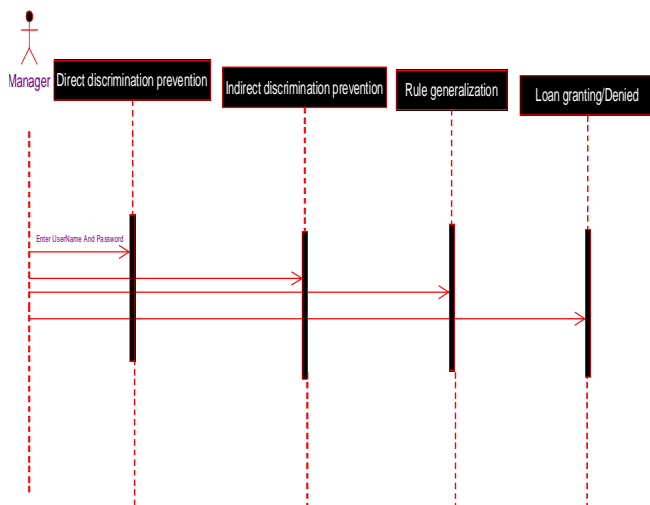 Manager
Direct discrimination prevention
Indirect discrimination prevention
Rule generalization
Loan granting/Denied
Enter UserName And Password